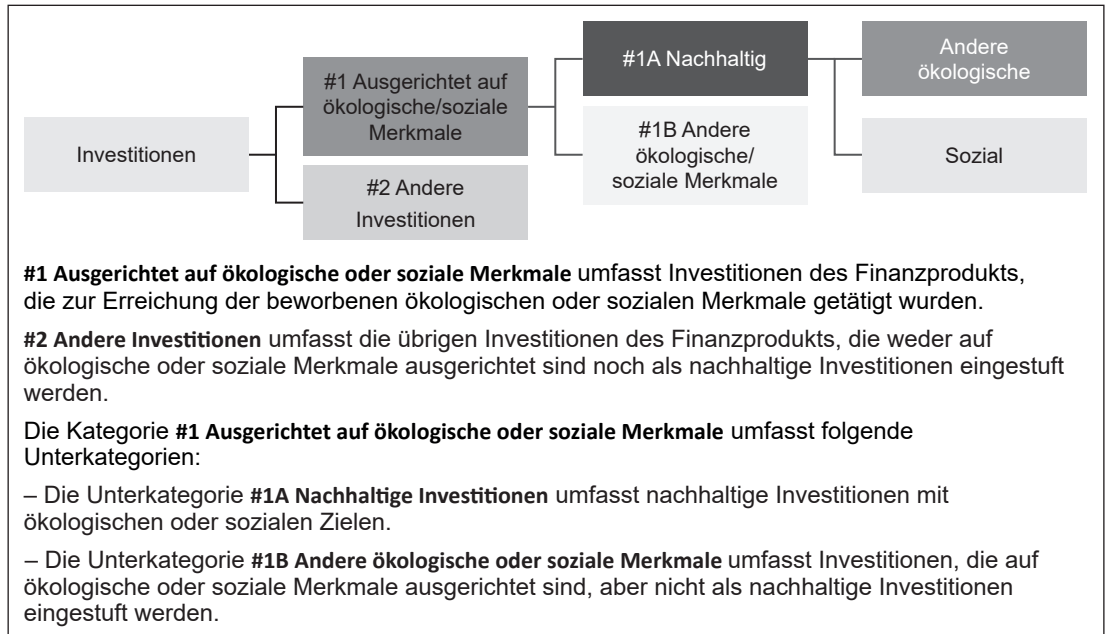 Investitionen
#1 Ausgerichtet auf
ökologische/soziale
Merkmale
#2 Andere
Investitionen
#1A Nachhaltig
#1B Andere
ökologische/
soziale Merkmale
Andere
ökologische
Sozial
#1 Ausgerichtet auf ökologische oder soziale Merkmale umfasst Investitionen des Finanzprodukts,
die zur Erreichung der beworbenen ökologischen oder sozialen Merkmale getätigt wurden.
#2 Andere Investitionen umfasst die übrigen Investitionen des Finanzprodukts, die weder auf
ökologische oder soziale Merkmale ausgerichtet sind noch als nachhaltige Investitionen eingestuft
werden.
Die Kategorie #1 Ausgerichtet auf ökologische oder soziale Merkmale umfasst folgende
Unterkategorien:
– Die Unterkategorie #1A Nachhaltige Investitionen umfasst nachhaltige Investitionen mit
ökologischen oder sozialen Zielen.
– Die Unterkategorie #1B Andere ökologische oder soziale Merkmale umfasst Investitionen, die auf
ökologische oder soziale Merkmale ausgerichtet sind, aber nicht als nachhaltige Investitionen
eingestuft werden.